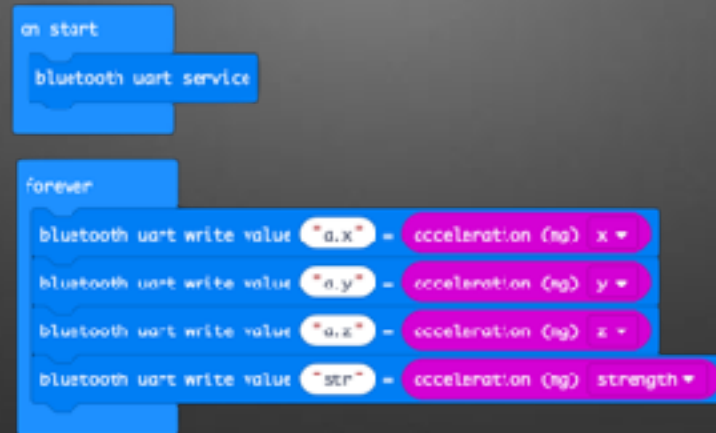 on start
bluetooth uart service
forever
bluetooth uart write value "a.x" = acceleration (mg) x
bluetooth uart write value "a.y" = acceleration (mg) y
bluetooth uart write value "a.z" = acceleration (mg) z
bluetooth uart write value "str" = acceleration (mg) strength